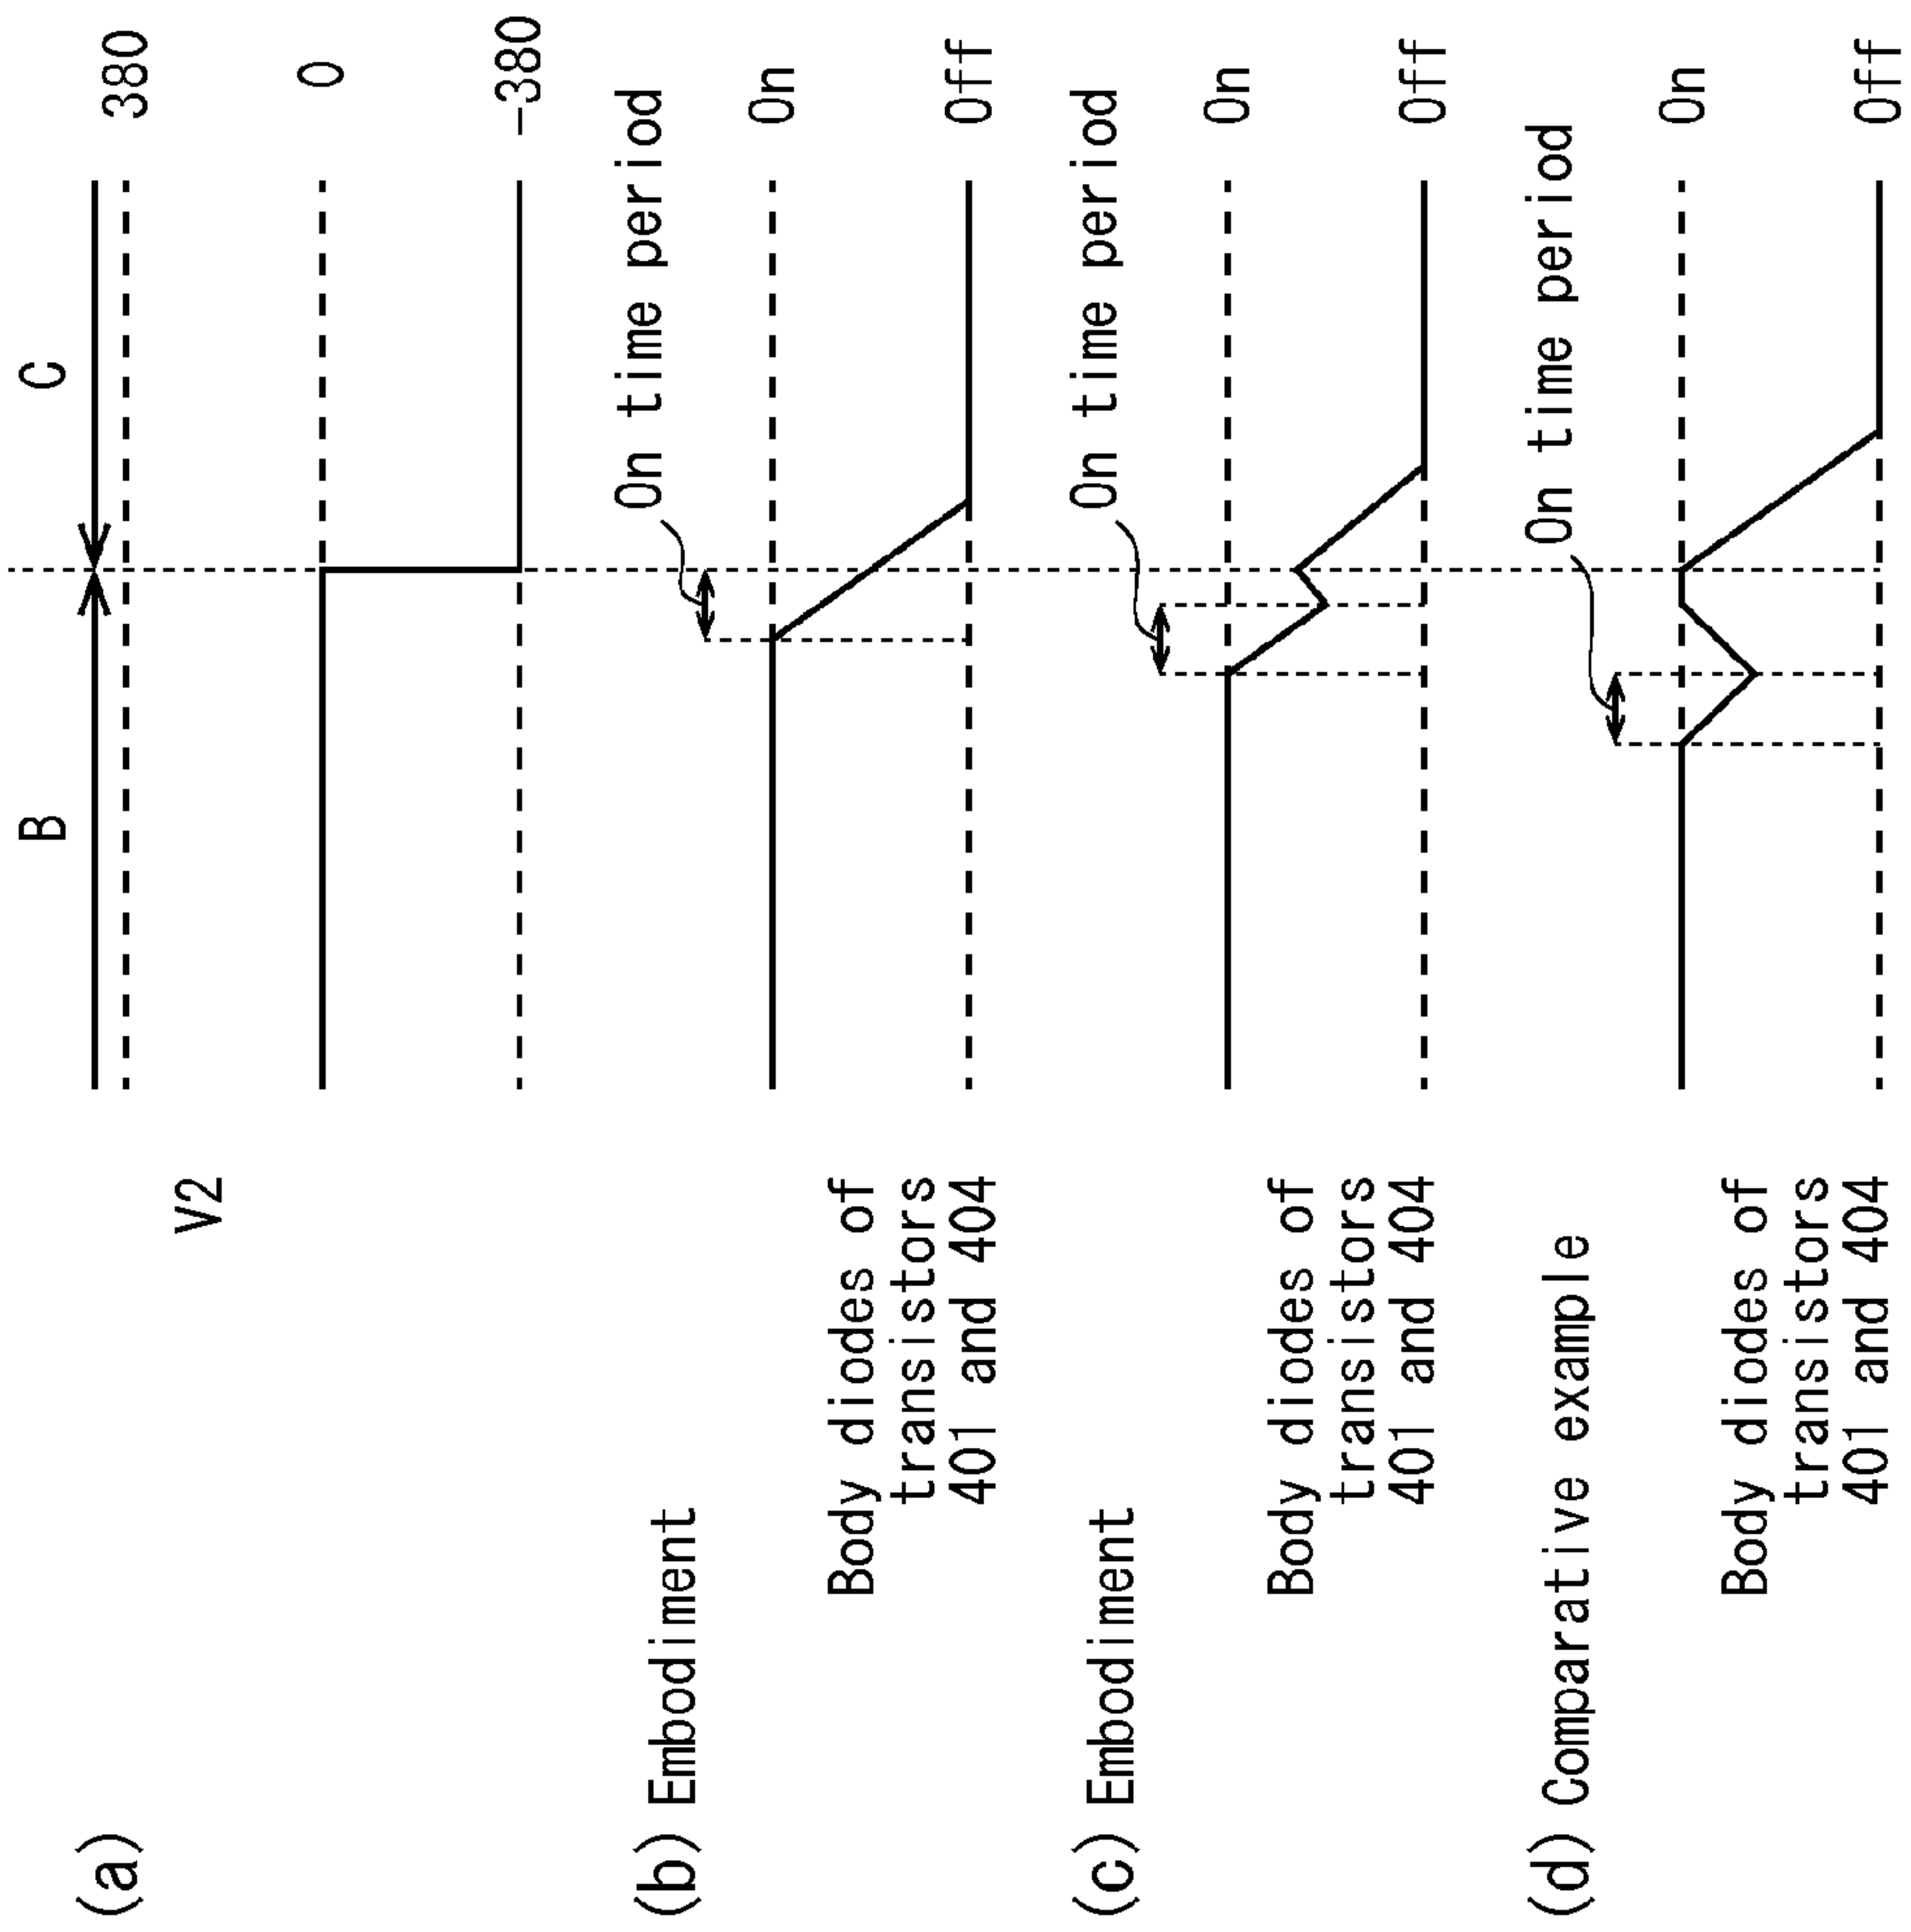 B
C
(a)
V2
380
0
-380
(b) Embodiment
On time period
Body diodes of
transistors
401 and 404
On
Off
(c) Embodiment
On time period
Body diodes of
transistors
401 and 404
On
Off
(d) Comparative example
On time period
Body diodes of
transistors
401 and 404
On
Off